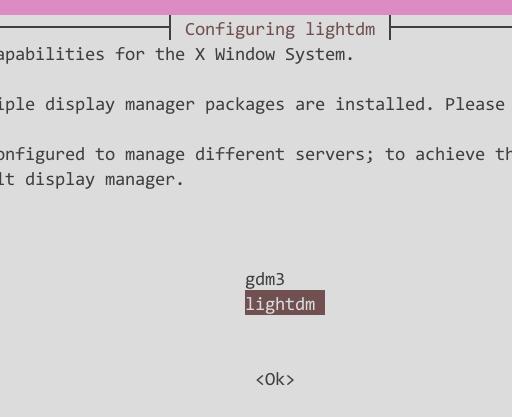 Configuring lightdm
apabilities for the X Window System.
iple display manager packages are installed. Please
onfigured to manage different servers; to achieve th
lt display manager.
gdm3
lightdm
<Ok>